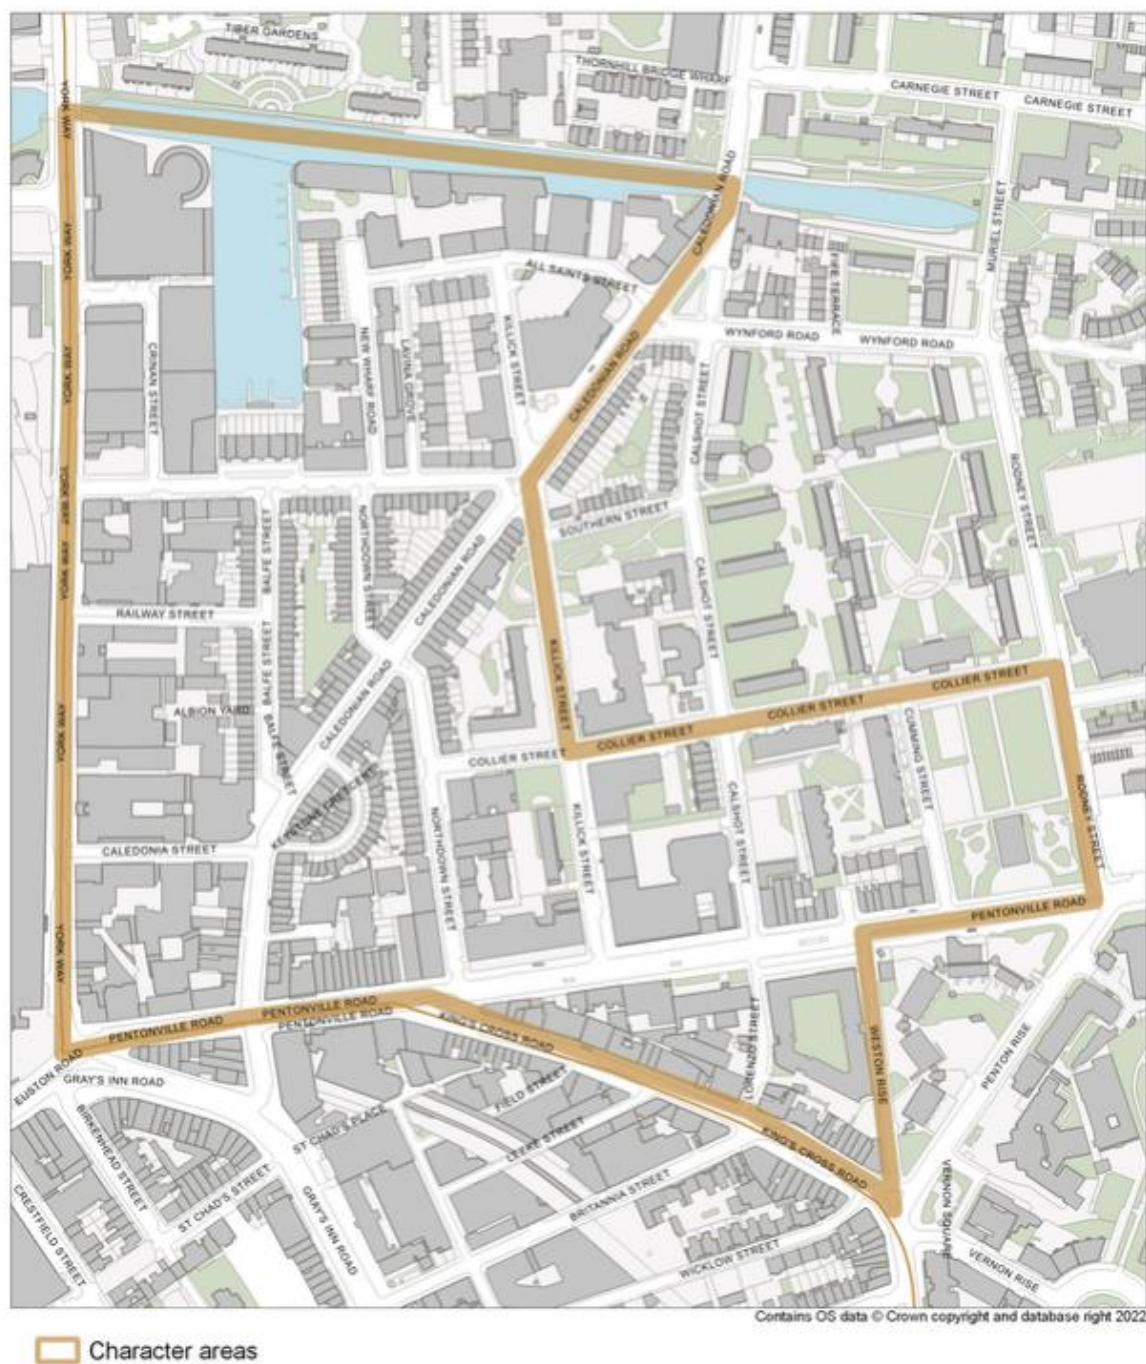 TIBER GARDENS
THORNHILL BRIDGE WHARF
CARNEGIE STREET
CARNEGIE STREET
YORK WAY
CALEDONIAN ROAD
MURIEL STREET
YORK WAY
ALL SAINTS STREET
TERRACE
WYNFORD ROAD
WYNFORD ROAD
KILLICK STREET
NEW WHARF ROAD
LAVINA GROVE
CRINAN STREET
YORK WAY
CALEDONIAN ROAD
CALSHOT STREET
RODNEY STREET
YORK WAY
SOUTHERN STREET
BALFE STREET
NORTHDOWN STREET
CALEDONIAN ROAD
YORK WAY
CALSHOT STREET
RAILWAY STREET
BALFE STREET
KILLICK STREET
CALEDONIAN ROAD
COLLIER STREET
COLLIER STREET
COLLIER STREET
YORK WAY
ALBION YARD
BALFE STREET
COLLIER STREET
CUMMING STREET
KEYSTONE CRESCENT
NORTHDOWN STREET
KILLICK STREET
CALSHOT STREET
RODNEY STREET
CALEDONIA STREET
YORK WAY
PENTONVILLE ROAD
PENTONVILLE ROAD
PENTONVILLE ROAD
PENTONVILLE ROAD
KING'S CROSS ROAD
LORENZO STREET
WESTON RISE
PENTON RISE
EUSTON ROAD
GRAY'S INN ROAD
FIELD STREET
ST CHAD'S PLACE
LEEKE STREET
BIRKENHEAD STREET
KING'S CROSS ROAD
BRITANNIA STREET
ST CHAD'S STREET
GRAY'S INN ROAD
VERNON SQUARE
CRESTFIELD STREET
WICKLOW STREET
VERNON RISE
Contains OS data © Crown copyright and database right 2022
Character areas